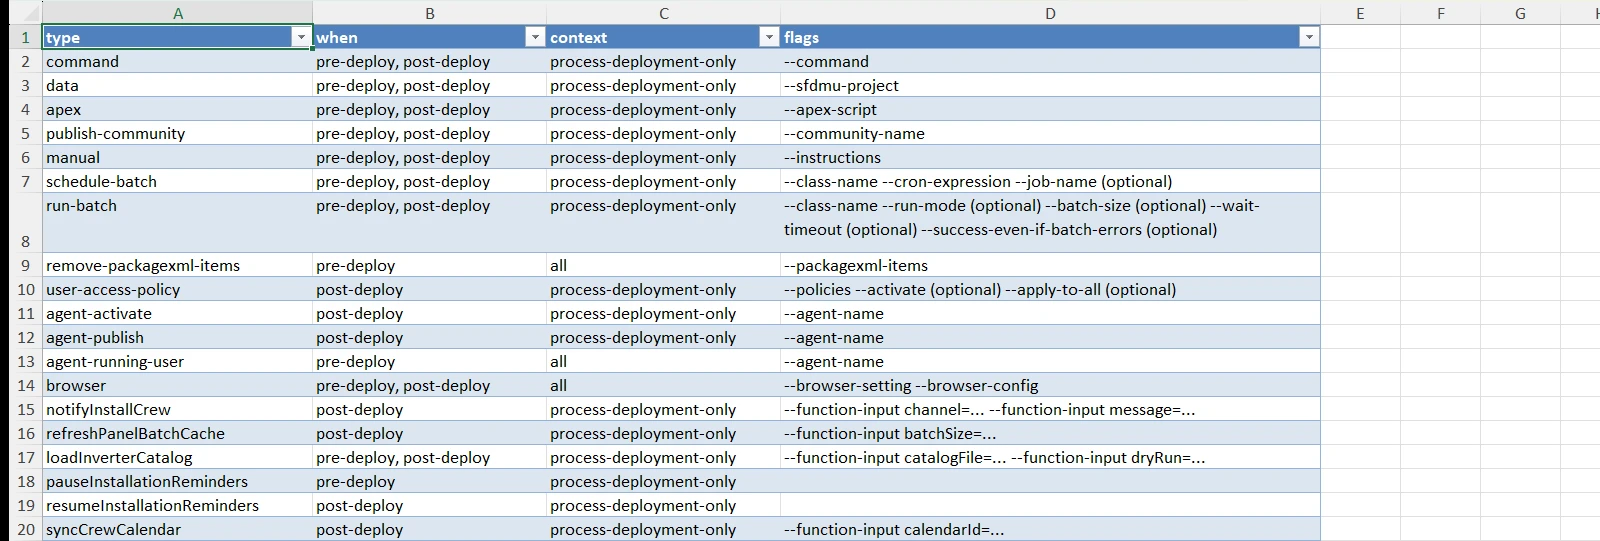 A B C D E F G H
1 type when context flags
2 command pre-deploy, post-deploy process-deployment-only --command
3 data pre-deploy, post-deploy process-deployment-only --sfdmu-project
4 apex pre-deploy, post-deploy process-deployment-only --apex-script
5 publish-community pre-deploy, post-deploy process-deployment-only --community-name
6 manual pre-deploy, post-deploy process-deployment-only --instructions
7 schedule-batch pre-deploy, post-deploy process-deployment-only --class-name --cron-expression --job-name (optional)
run-batch pre-deploy, post-deploy process-deployment-only --class-name --run-mode (optional) --batch-size (optional) --wait-
8 timeout (optional) --success-even-if-batch-errors (optional)
9 remove-packagexml-items pre-deploy all --packagexml-items
10 user-access-policy post-deploy process-deployment-only --policies --activate (optional) --apply-to-all (optional)
11 agent-activate post-deploy process-deployment-only --agent-name
12 agent-publish post-deploy process-deployment-only --agent-name
13 agent-running-user pre-deploy all --agent-name
14 browser pre-deploy, post-deploy all --browser-setting --browser-config
15 notifyInstallCrew post-deploy process-deployment-only --function-input channel=... --function-input message=...
16 refreshPanelBatchCache post-deploy process-deployment-only --function-input batchSize=...
17 loadInverterCatalog pre-deploy, post-deploy process-deployment-only --function-input catalogFile=... --function-input dryRun=...
18 pauseInstallationReminders pre-deploy process-deployment-only
19 resumeInstallationReminders post-deploy process-deployment-only
20 syncCrewCalendar post-deploy process-deployment-only --function-input calendarId=...